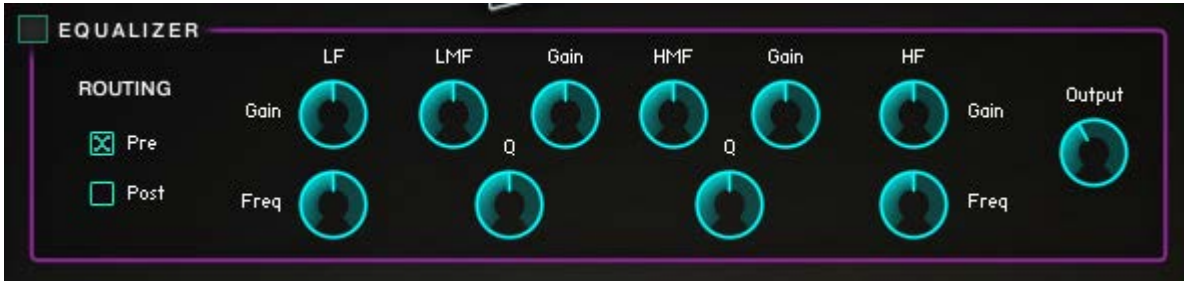 EQUALIZER
LF LMF Gain HMF Gain HF
ROUTING
Output
Gain Gain
Pre
Q Q
Post
Freq Freq